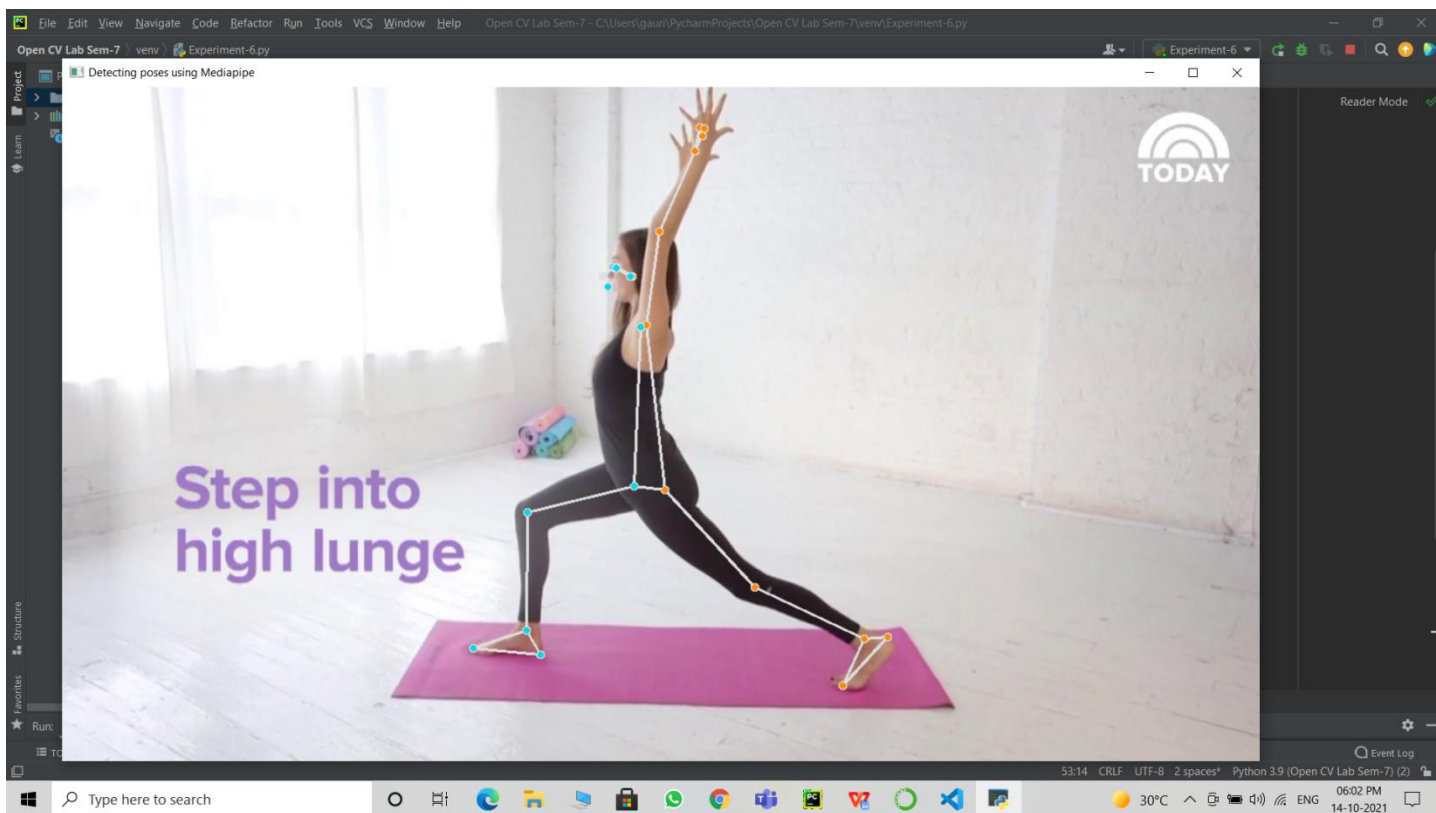 File Edit View Navigate Code Refactor Run Tools VCS Window Help Open CV Lab Sem-7 - C:\Users\gauri\PycharmProjects\Open CV Lab Sem-7\venv\Experiment-6.py
Open CV Lab Sem-7 venv Experiment-6.py Experiment-6
Project
Detecting poses using Mediapipe
Reader Mode
Learn
TODAY
Step into
high lunge
Structure
Favorites
Run:
TO
Event Log
53:14 CRLF UTF-8 2 spaces* Python 3.9 (Open CV Lab Sem-7) (2)
Type here to search
30°C ENG
06:02 PM
14-10-2021